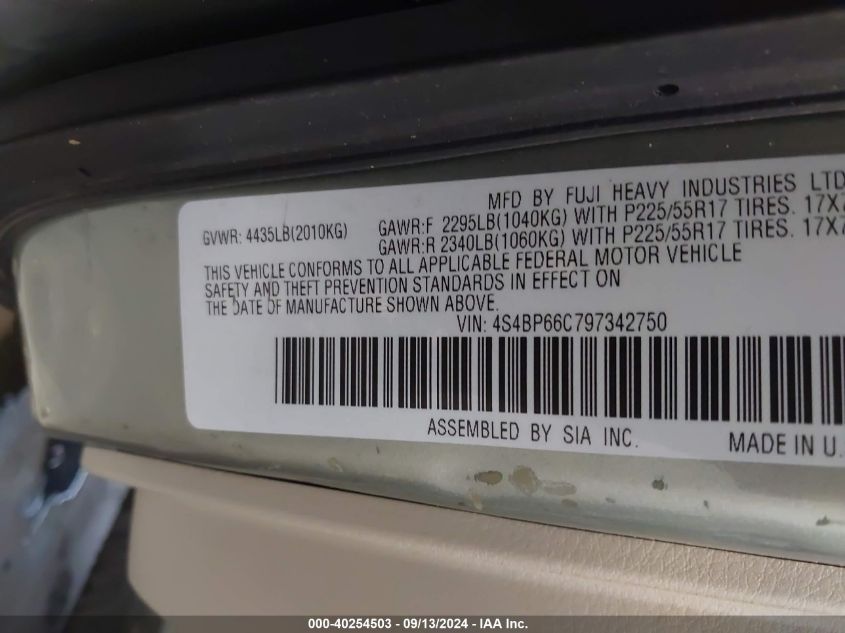 MFD BY FUJI HEAVY INDUSTRIES LTD
GVWR: 4435LB(2010KG)
GAWR:F 2295LB(1040KG) WITH P225/55R17 TIRES. 17X7
GAWR:R 2340LB(1060KG) WITH P225/55R17 TIRES. 17X7
THIS VEHICLE CONFORMS TO ALL APPLICABLE FEDERAL MOTOR VEHICLE
SAFETY AND THEFT PREVENTION STANDARDS IN EFFECT ON
THE DATE OF MANUFACTURE SHOWN ABOVE.
VIN: 4S4BP66C797342750
ASSEMBLED BY SIA INC.
MADE IN U.
000-40254503 - 09/13/2024 - IAA Inc.